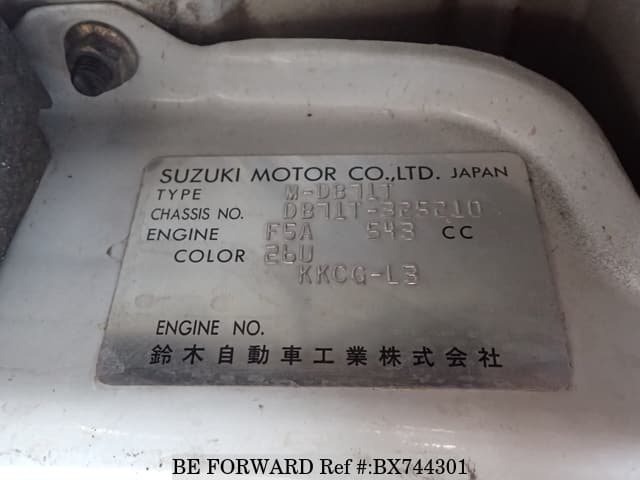 SUZUKI MOTOR CO.,LTD. JAPAN
TYPE M-DB71T
CHASSIS NO. DB71T-325210
ENGINE F5A 543 CC
COLOR 26U
KKCG-L3
ENGINE NO.
鈴木自動車工業株式会社
BE FORWARD Ref #:BX744301